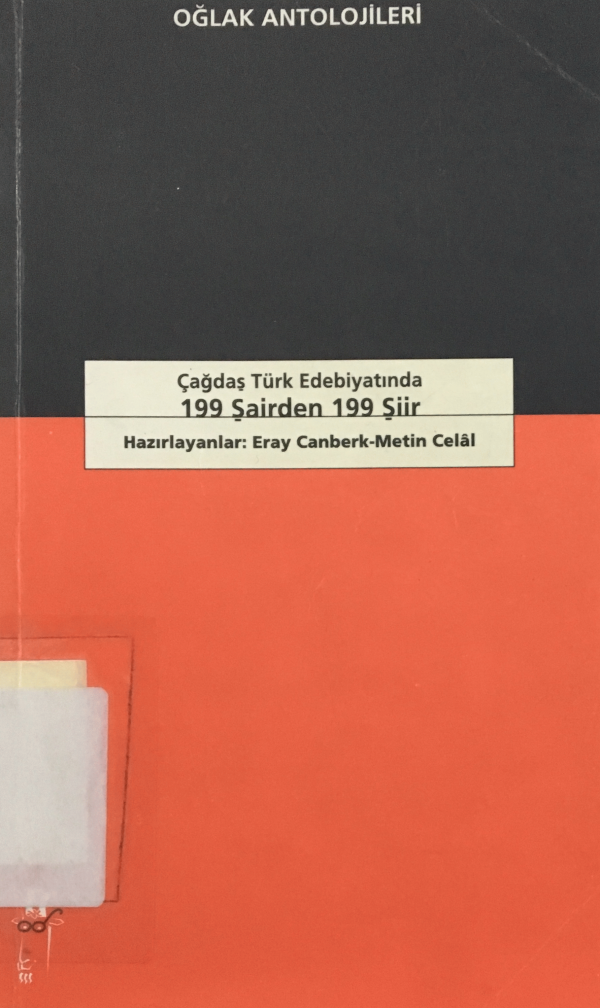 OĞLAK ANTOLOJİLERİ
Çağdaş Türk Edebiyatında
199 Şairden 199 Şiir
Hazırlayanlar: Eray Canberk-Metin Celâl